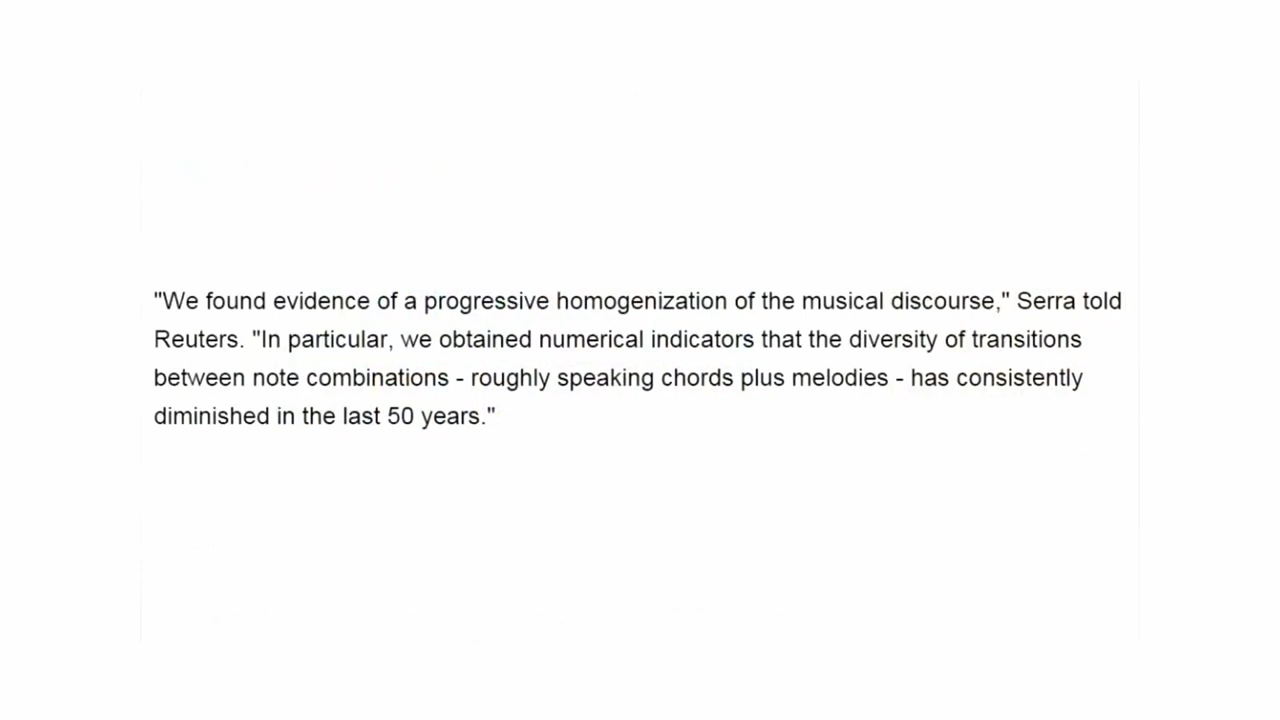 "We found evidence of a progressive homogenization of the musical discourse," Serra told
Reuters. "In particular, we obtained numerical indicators that the diversity of transitions
between note combinations - roughly speaking chords plus melodies - has consistently
diminished in the last 50 years."